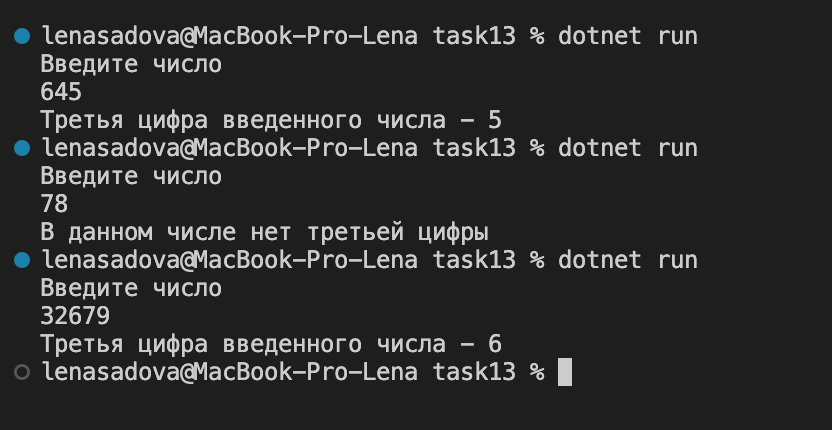 lenasadova@MacBook-Pro-Lena task13 % dotnet run
Введите число
645
Третья цифра введенного числа - 5
lenasadova@MacBook-Pro-Lena task13 % dotnet run
Введите число
78
В данном числе нет третьей цифры
lenasadova@MacBook-Pro-Lena task13 % dotnet run
Введите число
32679
Третья цифра введенного числа - 6
lenasadova@MacBook-Pro-Lena task13 %